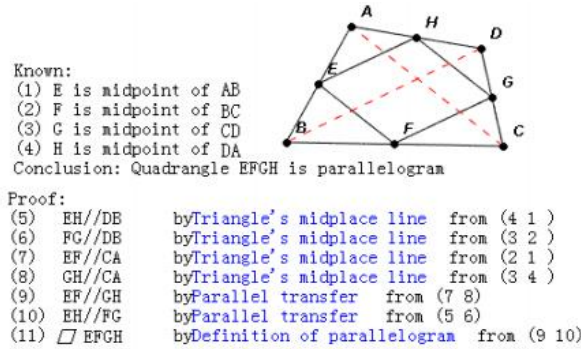 A
H
D
E
G
B
F
C
Known:
(1) E is midpoint of AB
(2) F is midpoint of BC
(3) G is midpoint of CD
(4) H is midpoint of DA
Conclusion: Quadrangle EFGH is parallelogram
Proof:
(5) EH//DB byTriangle's midplace line from (4 1 )
(6) FG//DB byTriangle's midplace line from (3 2 )
(7) EF//CA byTriangle's midplace line from (2 1 )
(8) GH//CA byTriangle's midplace line from (3 4 )
(9) EF//GH byParallel transfer from (7 8)
(10) EH//FG byParallel transfer from (5 6)
(11) ▱ EFGH byDefinition of parallelogram from (9 10)